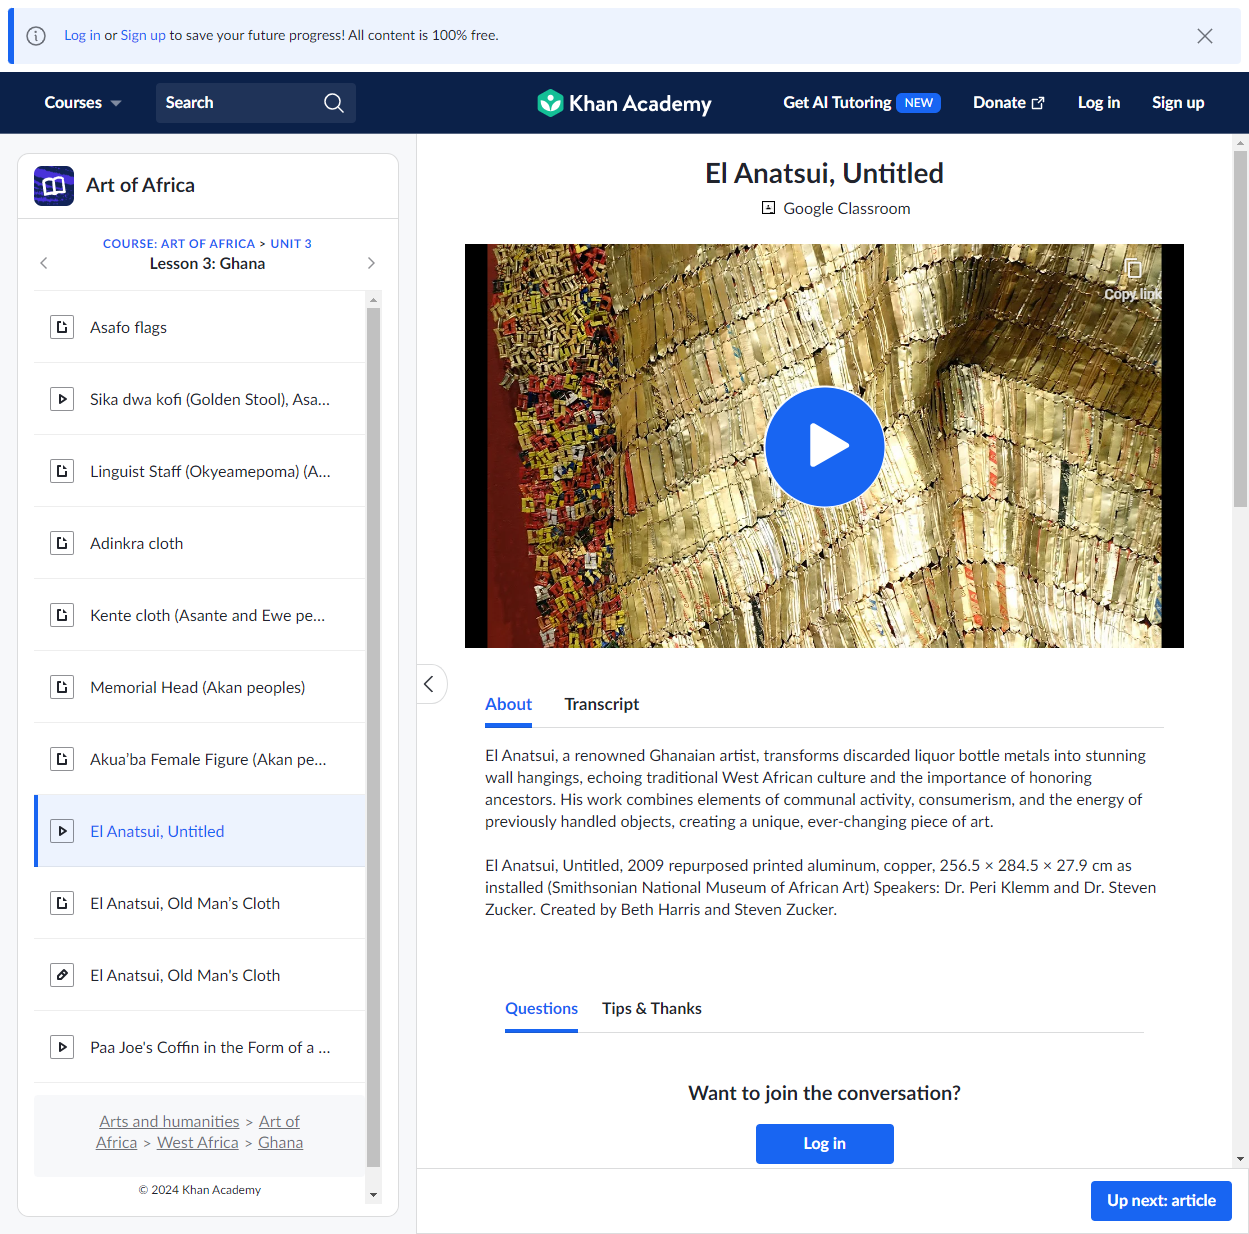 Log in or Sign up to save your future progress! All content is 100% free.
Courses
Search
Khan Academy
Get AI Tutoring NEW
Donate
Log in
Sign up
Art of Africa
COURSE: ART OF AFRICA > UNIT 3
Lesson 3: Ghana
Asafo flags
Sika dwa kofi (Golden Stool), Asa...
Linguist Staff (Okyeamepoma) (A...
Adinkra cloth
Kente cloth (Asante and Ewe pe...
Memorial Head (Akan peoples)
Akua’ba Female Figure (Akan pe...
El Anatsui, Untitled
El Anatsui, Old Man’s Cloth
El Anatsui, Old Man's Cloth
Paa Joe's Coffin in the Form of a ...
Arts and humanities > Art of
Africa > West Africa > Ghana
© 2024 Khan Academy
El Anatsui, Untitled
Google Classroom
Copy link
About
Transcript
El Anatsui, a renowned Ghanaian artist, transforms discarded liquor bottle metals into stunning
wall hangings, echoing traditional West African culture and the importance of honoring
ancestors. His work combines elements of communal activity, consumerism, and the energy of
previously handled objects, creating a unique, ever-changing piece of art.
El Anatsui, Untitled, 2009 repurposed printed aluminum, copper, 256.5 × 284.5 × 27.9 cm as
installed (Smithsonian National Museum of African Art) Speakers: Dr. Peri Klemm and Dr. Steven
Zucker. Created by Beth Harris and Steven Zucker.
Questions
Tips & Thanks
Want to join the conversation?
Log in
Up next: article